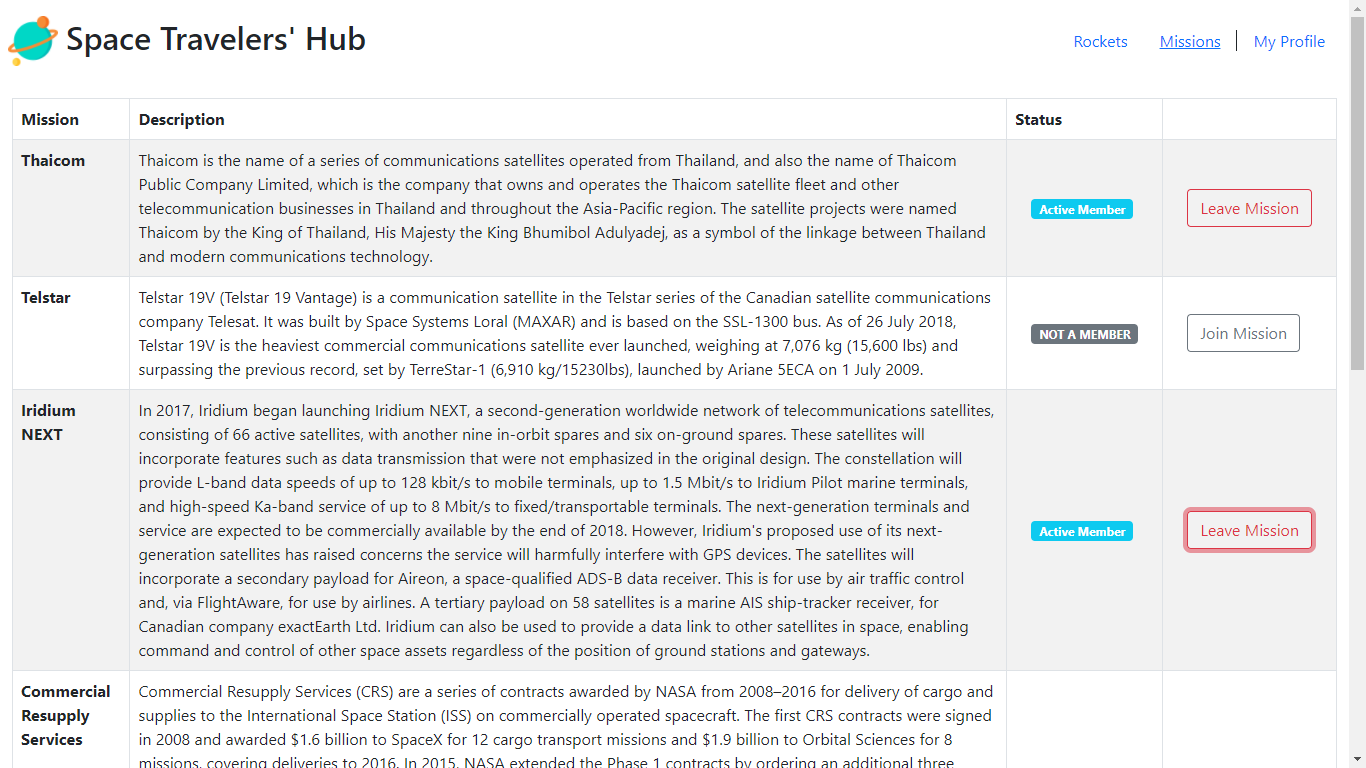 Space Travelers' Hub
Rockets
Missions
My Profile
Mission
Description
Status
Thaicom
Thaicom is the name of a series of communications satellites operated from Thailand, and also the name of Thaicom
Public Company Limited, which is the company that owns and operates the Thaicom satellite fleet and other
telecommunication businesses in Thailand and throughout the Asia-Pacific region. The satellite projects were named
Thaicom by the King of Thailand, His Majesty the King Bhumibol Adulyadej, as a symbol of the linkage between Thailand
and modern communications technology.
Active Member
Leave Mission
Telstar
Telstar 19V (Telstar 19 Vantage) is a communication satellite in the Telstar series of the Canadian satellite communications
company Telesat. It was built by Space Systems Loral (MAXAR) and is based on the SSL-1300 bus. As of 26 July 2018,
Telstar 19V is the heaviest commercial communications satellite ever launched, weighing at 7,076 kg (15,600 lbs) and
surpassing the previous record, set by TerreStar-1 (6,910 kg/15230lbs), launched by Ariane 5ECA on 1 July 2009.
NOT A MEMBER
Join Mission
Iridium
NEXT
In 2017, Iridium began launching Iridium NEXT, a second-generation worldwide network of telecommunications satellites,
consisting of 66 active satellites, with another nine in-orbit spares and six on-ground spares. These satellites will
incorporate features such as data transmission that were not emphasized in the original design. The constellation will
provide L-band data speeds of up to 128 kbit/s to mobile terminals, up to 1.5 Mbit/s to Iridium Pilot marine terminals,
and high-speed Ka-band service of up to 8 Mbit/s to fixed/transportable terminals. The next-generation terminals and
service are expected to be commercially available by the end of 2018. However, Iridium's proposed use of its next-
generation satellites has raised concerns the service will harmfully interfere with GPS devices. The satellites will
incorporate a secondary payload for Aireon, a space-qualified ADS-B data receiver. This is for use by air traffic control
and, via FlightAware, for use by airlines. A tertiary payload on 58 satellites is a marine AIS ship-tracker receiver, for
Canadian company exactEarth Ltd. Iridium can also be used to provide a data link to other satellites in space, enabling
command and control of other space assets regardless of the position of ground stations and gateways.
Active Member
Leave Mission
Commercial
Resupply
Services
Commercial Resupply Services (CRS) are a series of contracts awarded by NASA from 2008–2016 for delivery of cargo and
supplies to the International Space Station (ISS) on commercially operated spacecraft. The first CRS contracts were signed
in 2008 and awarded $1.6 billion to SpaceX for 12 cargo transport missions and $1.9 billion to Orbital Sciences for 8
missions, covering deliveries to 2016. In 2015, NASA extended the Phase 1 contracts by ordering an additional three